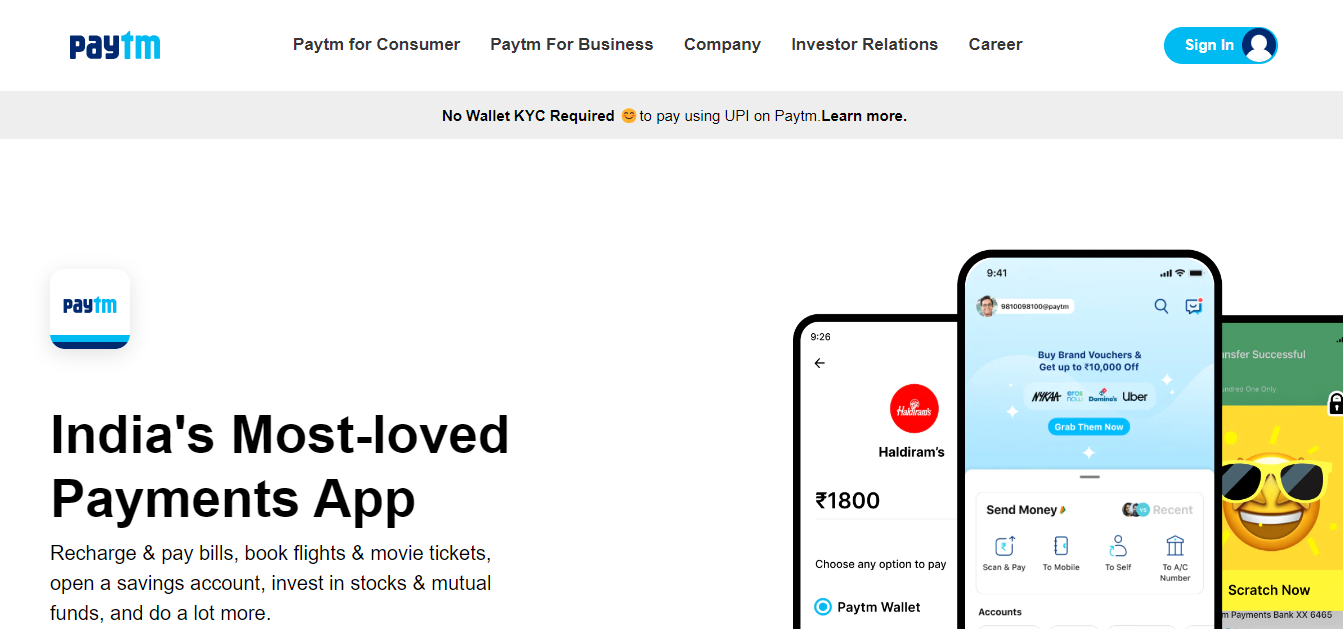 paytm
Paytm for Consumer
Paytm For Business
Company
Investor Relations
Career
Sign In
No Wallet KYC Required 😊 to pay using UPI on Paytm.Learn more.
paytm
India's Most-loved
Payments App
Recharge & pay bills, book flights & movie tickets,
open a savings account, invest in stocks & mutual
funds, and do a lot more.
9:26
Haldiram's
Haldiram's
₹1800
Choose any option to pay
Paytm Wallet
9:41
9810098100@paytm
Buy Brand Vouchers &
Get up to ₹10,000 Off
NYKAA
eros
now
Domino's
Uber
Grab Them Now
Send Money
VS
Recent
Scan & Pay
To Mobile
To Self
To A/C
Number
Accounts
Successful
Only
Scratch Now
Payments Bank XX 6465